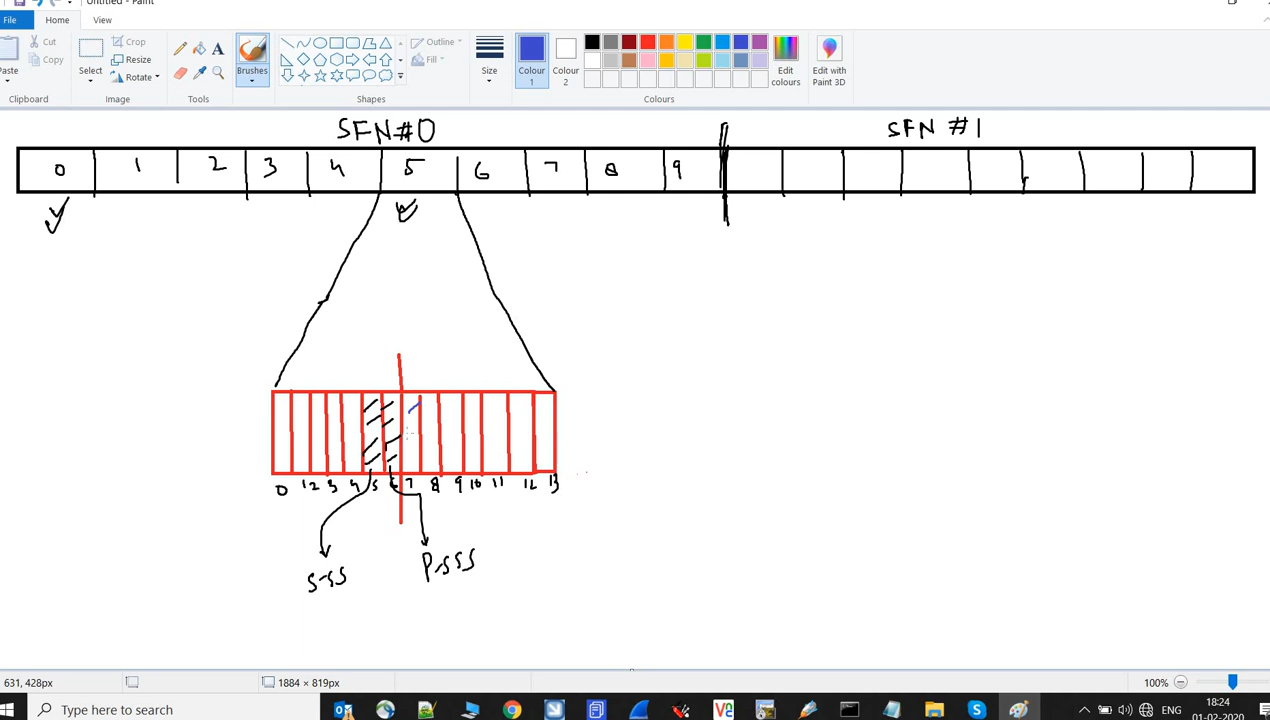 Untitled - Paint
File Home View
Cut
Copy
Paste
Clipboard
Select
Crop
Resize
Rotate
Image
Tools
Brushes
Shapes
Outline
Fill
Size
Colour 1
Colour 2
Edit colours
Edit with Paint 3D
Colours
SFN#0 SFN #1
0 1 2 3 4 5 6 7 8 9
0 1 2 3 4 5 6 7 8 9 10 11 12 13
S-SS P-SSS
631, 428px 1884 × 819px 100%
Type here to search
ENG
18:24
01-02-2020